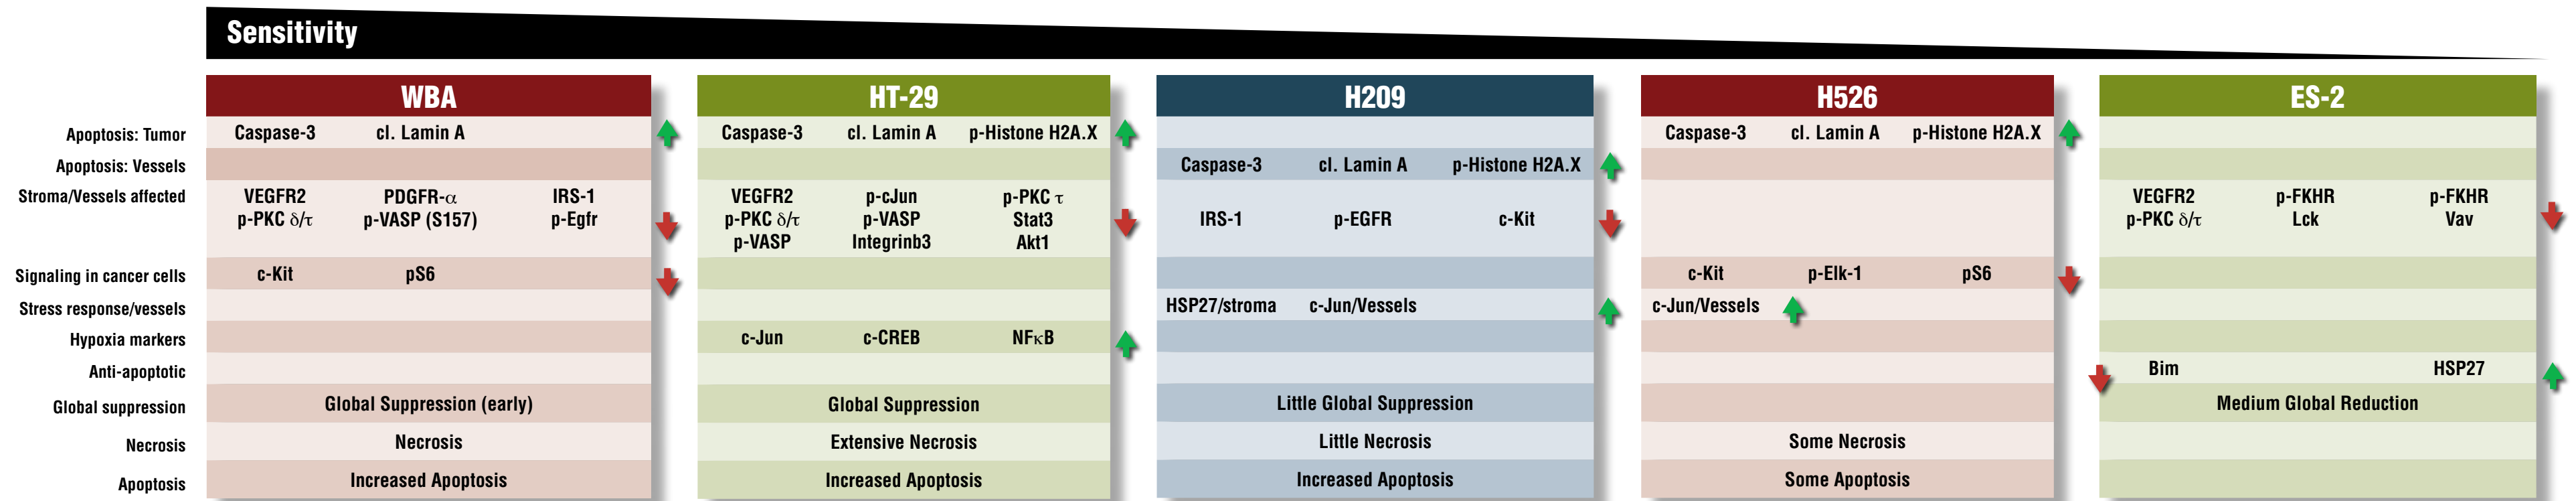 Sensitivity
WBA HT-29 H209 H526 ES-2
Apoptosis: Tumor Caspase-3 cl. Lamin A Caspase-3 cl. Lamin A p-Histone H2A.X Caspase-3 cl. Lamin A p-Histone H2A.X
Apoptosis: Vessels Caspase-3 cl. Lamin A p-Histone H2A.X
Stroma/Vessels affected VEGFR2 PDGFR-α IRS-1 VEGFR2 p-cJun p-PKC τ VEGFR2 p-FKHR p-FKHR
p-PKC δ/τ p-VASP (S157) p-Egfr p-PKC δ/τ p-VASP Stat3 IRS-1 p-EGFR c-Kit p-PKC δ/τ Lck Vav
p-VASP Integrinb3 Akt1
Signaling in cancer cells c-Kit pS6 c-Kit p-Elk-1 pS6
Stress response/vessels HSP27/stroma c-Jun/Vessels c-Jun/Vessels
Hypoxia markers c-Jun c-CREB NFκB
Anti-apoptotic Bim HSP27
Global suppression Global Suppression (early) Global Suppression Little Global Suppression Medium Global Reduction
Necrosis Necrosis Extensive Necrosis Little Necrosis Some Necrosis
Apoptosis Increased Apoptosis Increased Apoptosis Increased Apoptosis Some Apoptosis